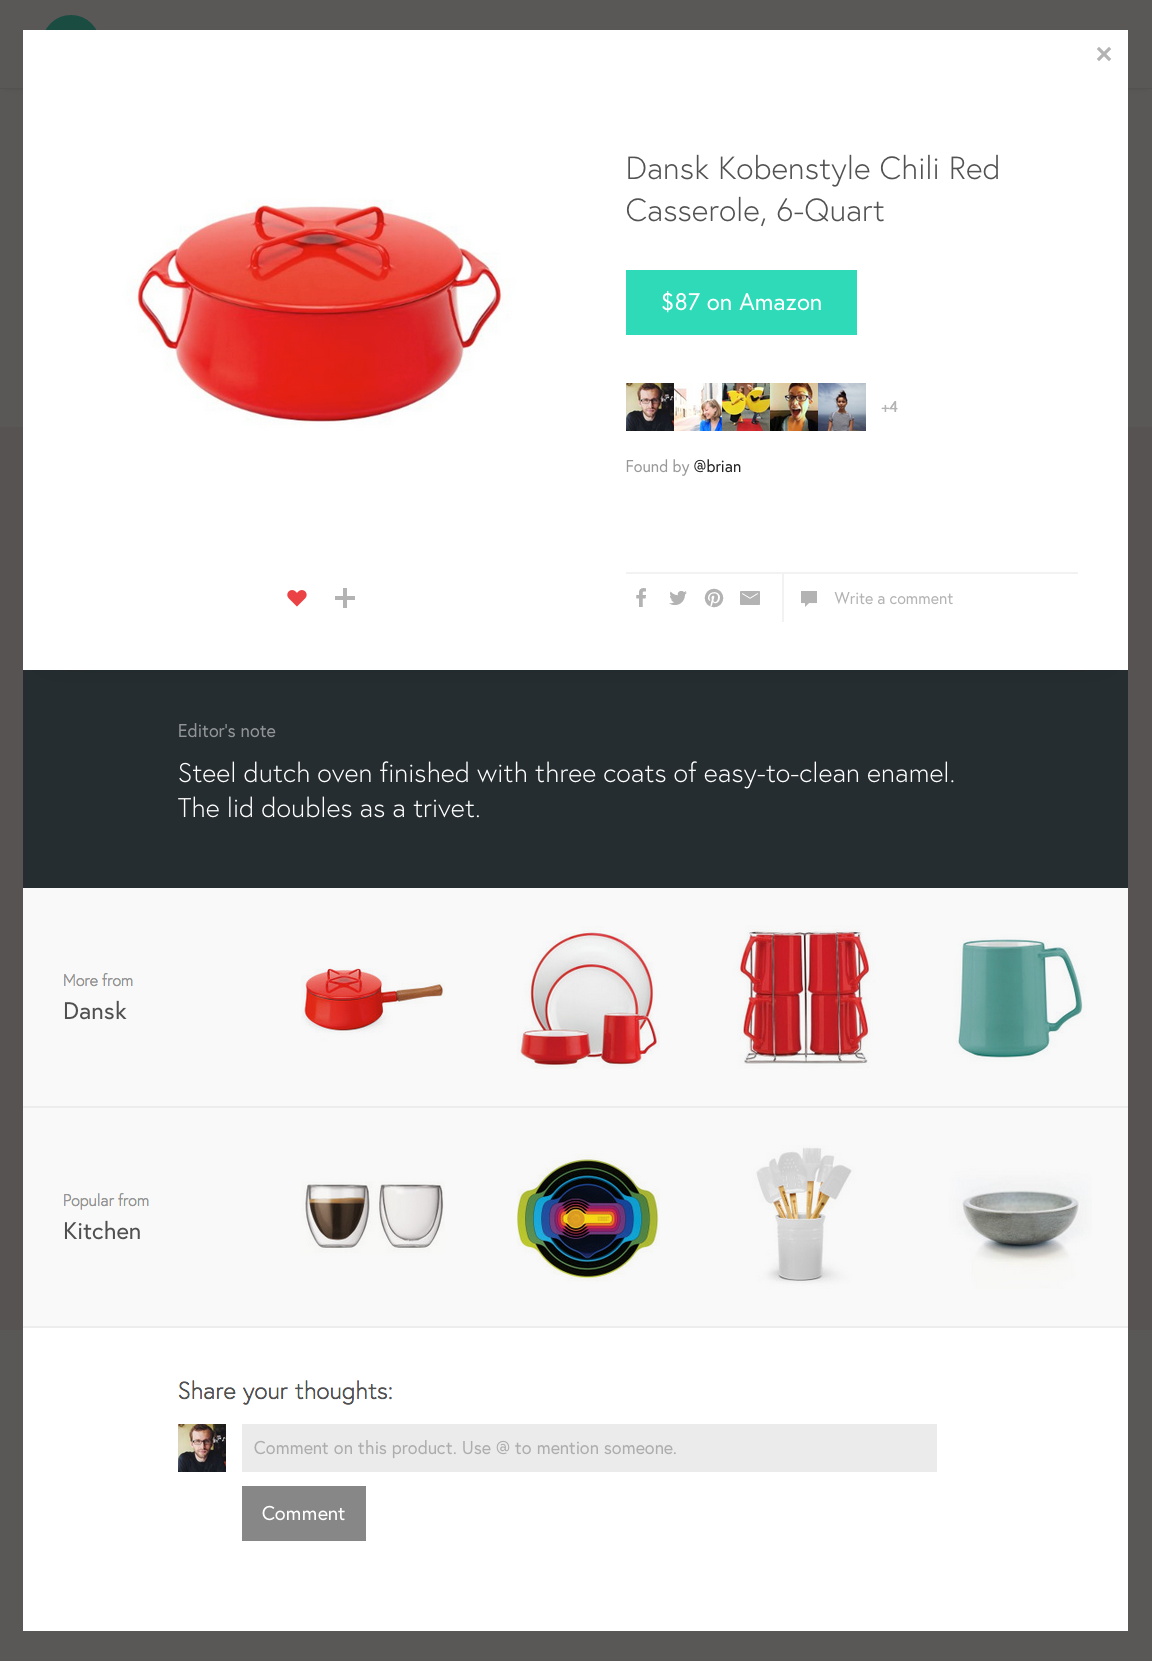 Dansk Kobenstyle Chili Red
Casserole, 6-Quart
$87 on Amazon
+4
Found by @brian
Write a comment
Editor's note
Steel dutch oven finished with three coats of easy-to-clean enamel.
The lid doubles as a trivet.
More from
Dansk
Popular from
Kitchen
Share your thoughts:
Comment on this product. Use @ to mention someone.
Comment